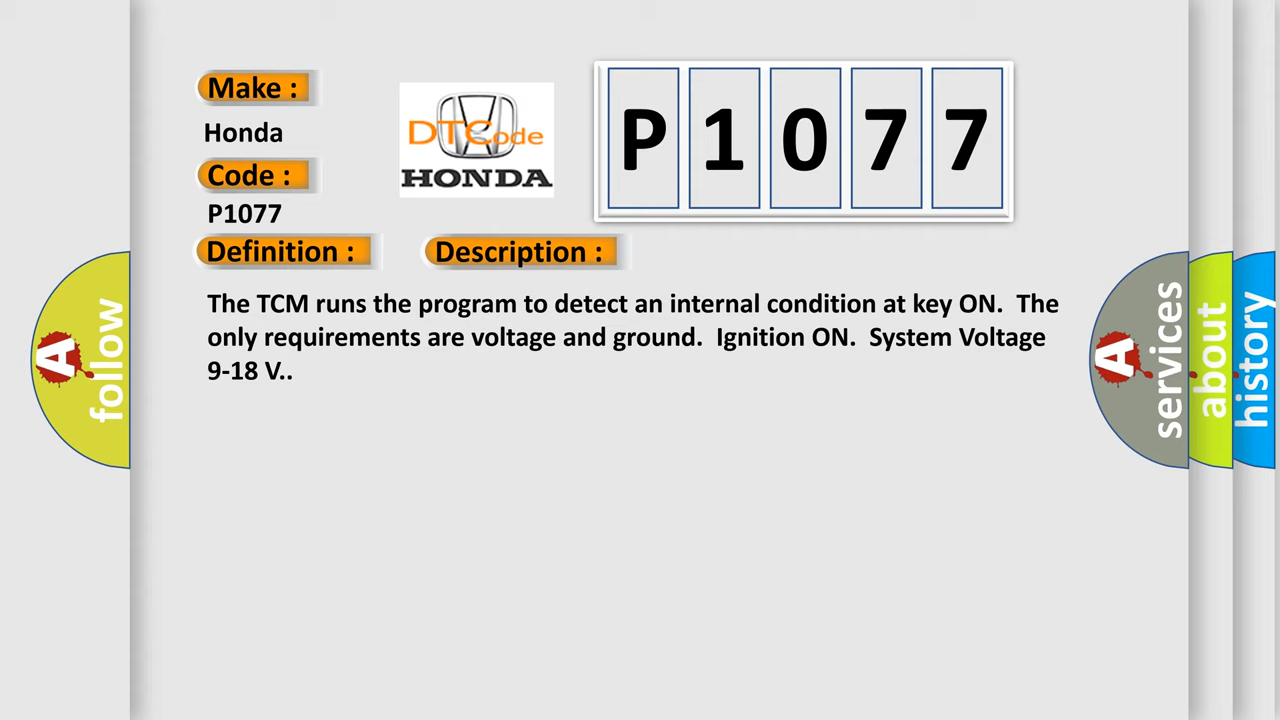 Make :
Honda
Code :
P1077
Definition :
Description :
DTCode
HONDA
P 1 0 7 7
The TCM runs the program to detect an internal condition at key ON. The
only requirements are voltage and ground. Ignition ON. System Voltage
9-18 V..
A
follow
A
services
about
history